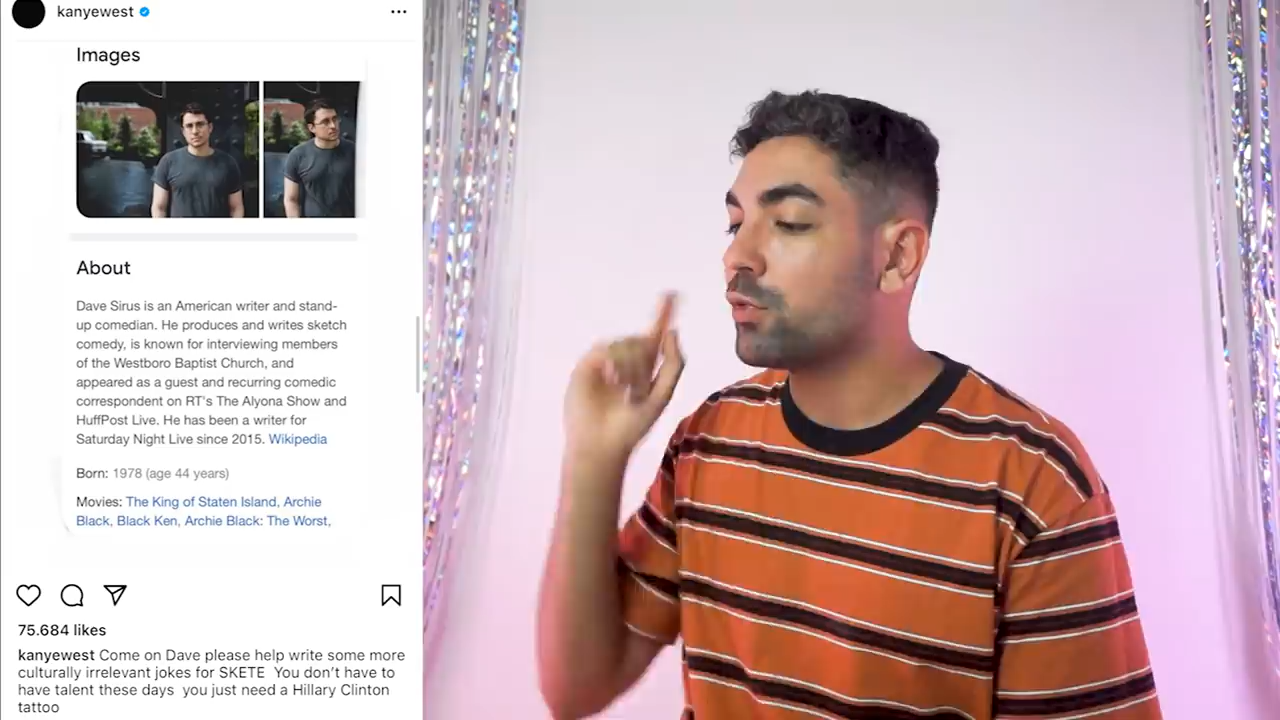 kanyewest
Images
About
Dave Sirus is an American writer and stand-
up comedian. He produces and writes sketch
comedy, is known for interviewing members
of the Westboro Baptist Church, and
appeared as a guest and recurring comedic
correspondent on RT's The Alyona Show and
HuffPost Live. He has been a writer for
Saturday Night Live since 2015. Wikipedia
Born: 1978 (age 44 years)
Movies: The King of Staten Island, Archie
Black, Black Ken, Archie Black: The Worst,
75.684 likes
kanyewest Come on Dave please help write some more
culturally irrelevant jokes for SKETE You don't have to
have talent these days you just need a Hillary Clinton
tattoo